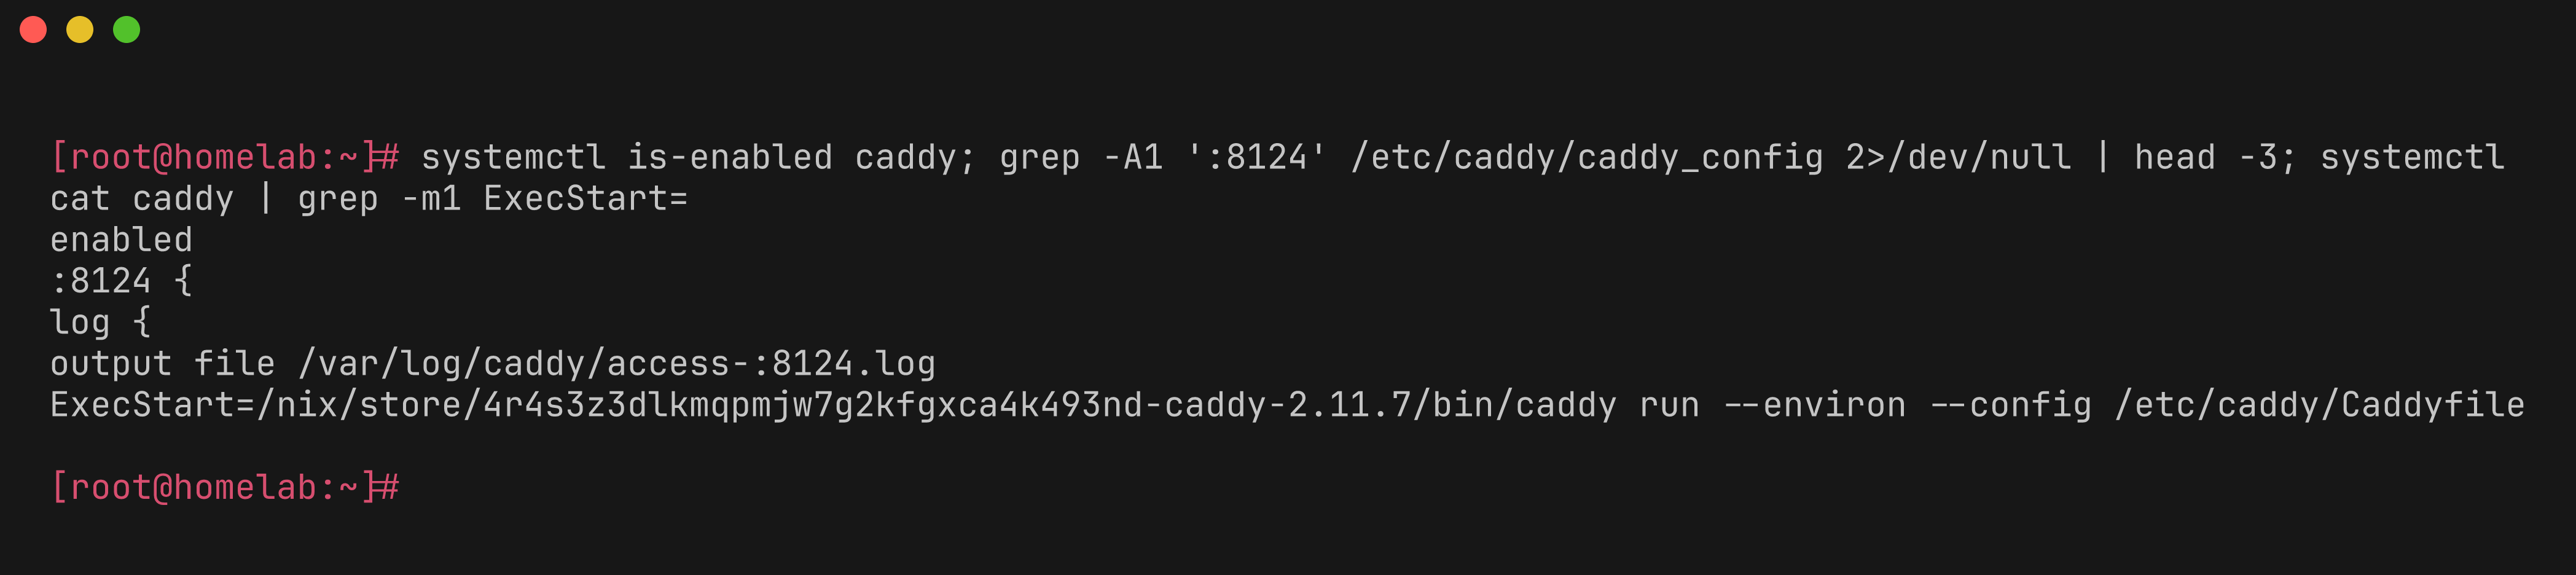 [root@homelab:~]# systemctl is-enabled caddy; grep -A1 ':8124' /etc/caddy/caddy_config 2>/dev/null | head -3; systemctl
cat caddy | grep -m1 ExecStart=
enabled
:8124 {
log {
output file /var/log/caddy/access-:8124.log
ExecStart=/nix/store/4r4s3z3dlkmqpmjw7g2kfgxca4k493nd-caddy-2.11.7/bin/caddy run --environ --config /etc/caddy/Caddyfile
[root@homelab:~]#